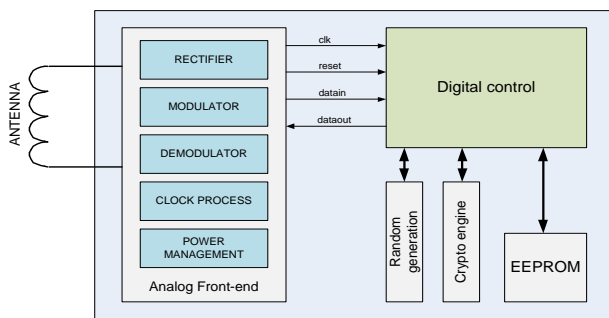 ANTENNA
RECTIFIER
MODULATOR
DEMODULATOR
CLOCK PROCESS
POWER
MANAGEMENT
Analog Front-end
clk
reset
datain
dataout
Digital control
Random
generation
Crypto engine
EEPROM